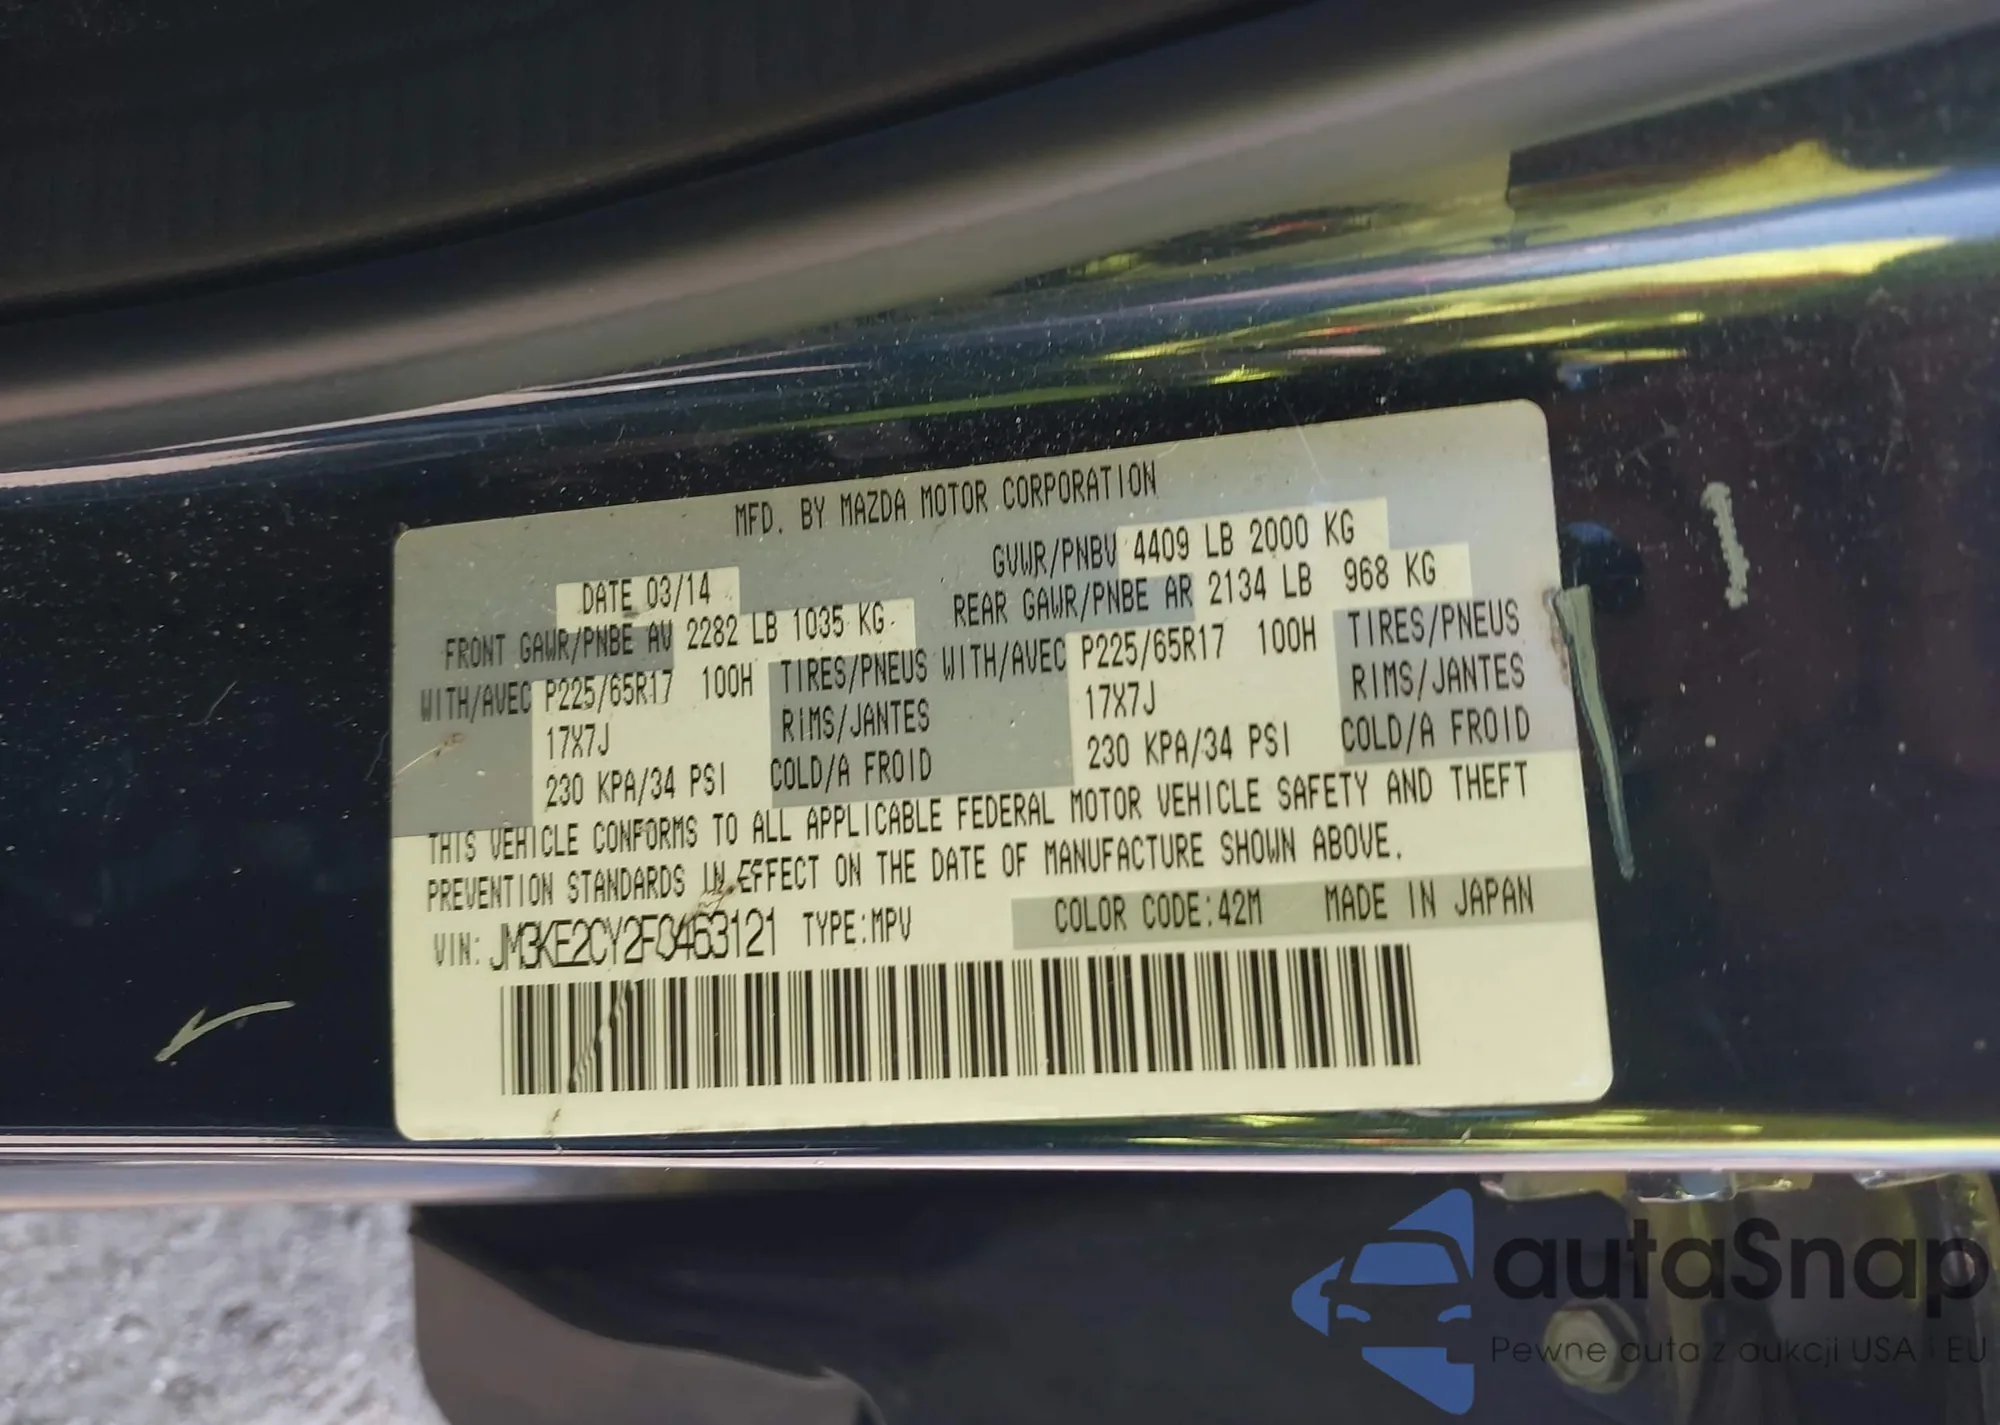 MFD. BY MAZDA MOTOR CORPORATION
GVWR/PNBV 4409 LB 2000 KG
DATE 03/14
FRONT GAWR/PNBE AV 2282 LB 1035 KG
REAR GAWR/PNBE AR 2134 LB 968 KG
WITH/AVEC P225/65R17 100H TIRES/PNEUS WITH/AVEC P225/65R17 100H TIRES/PNEUS
17X7J RIMS/JANTES 17X7J RIMS/JANTES
230 KPA/34 PSI COLD/A FROID 230 KPA/34 PSI COLD/A FROID
THIS VEHICLE CONFORMS TO ALL APPLICABLE FEDERAL MOTOR VEHICLE SAFETY AND THEFT
PREVENTION STANDARDS IN EFFECT ON THE DATE OF MANUFACTURE SHOWN ABOVE.
VIN: JM3KE2CY2F0463121 TYPE:MPV COLOR CODE:42M MADE IN JAPAN
autaSnap
Pewne auta z aukcji USA i EU